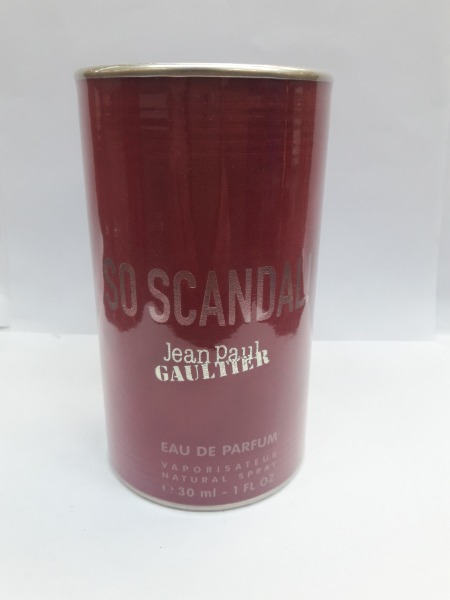 SO SCANDAL!
Jean Paul
GAULTIER
EAU DE PARFUM
VAPORISATEUR
NATURAL SPRAY
℮30 ml - 1 FL OZ